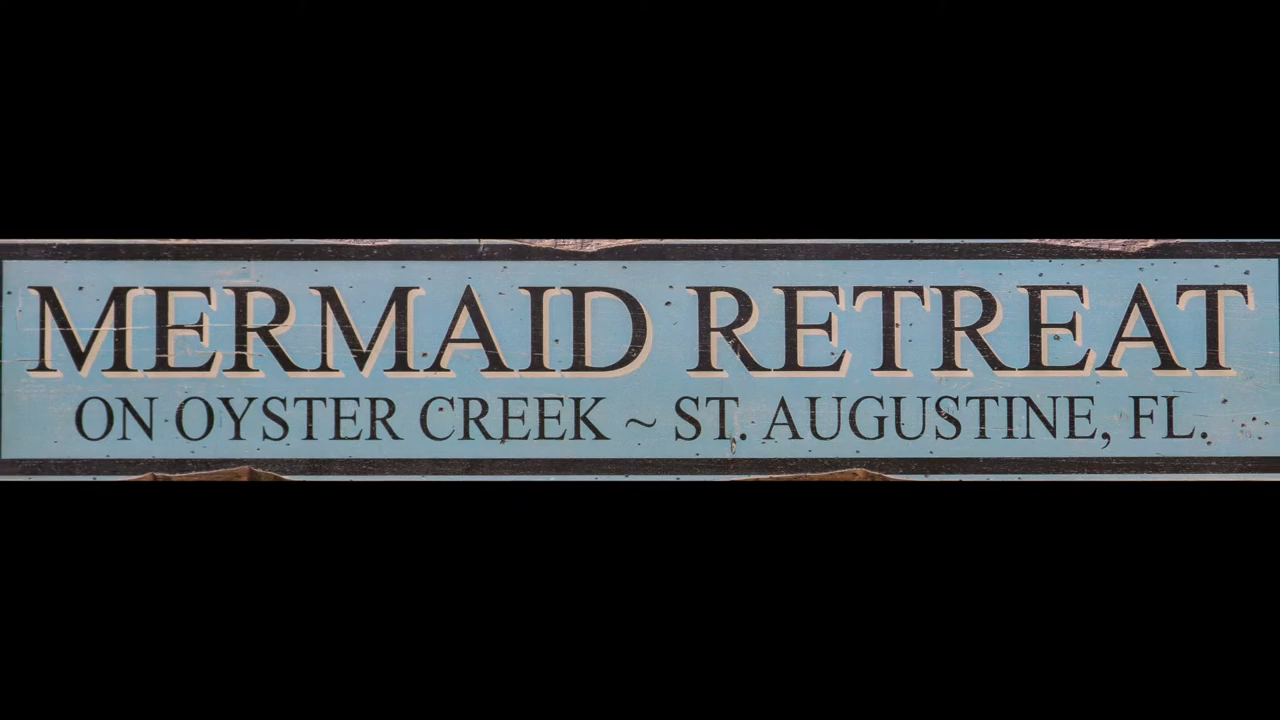 MERMAID RETREAT
ON OYSTER CREEK ~ ST. AUGUSTINE, FL.